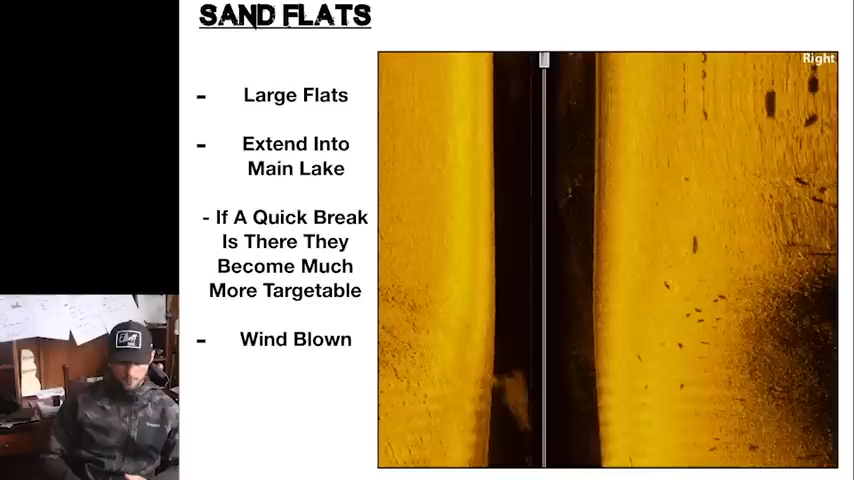 SAND FLATS
Right
- Large Flats
- Extend Into
Main Lake
- If A Quick Break
Is There They
Become Much
More Targetable
- Wind Blown
Elliott